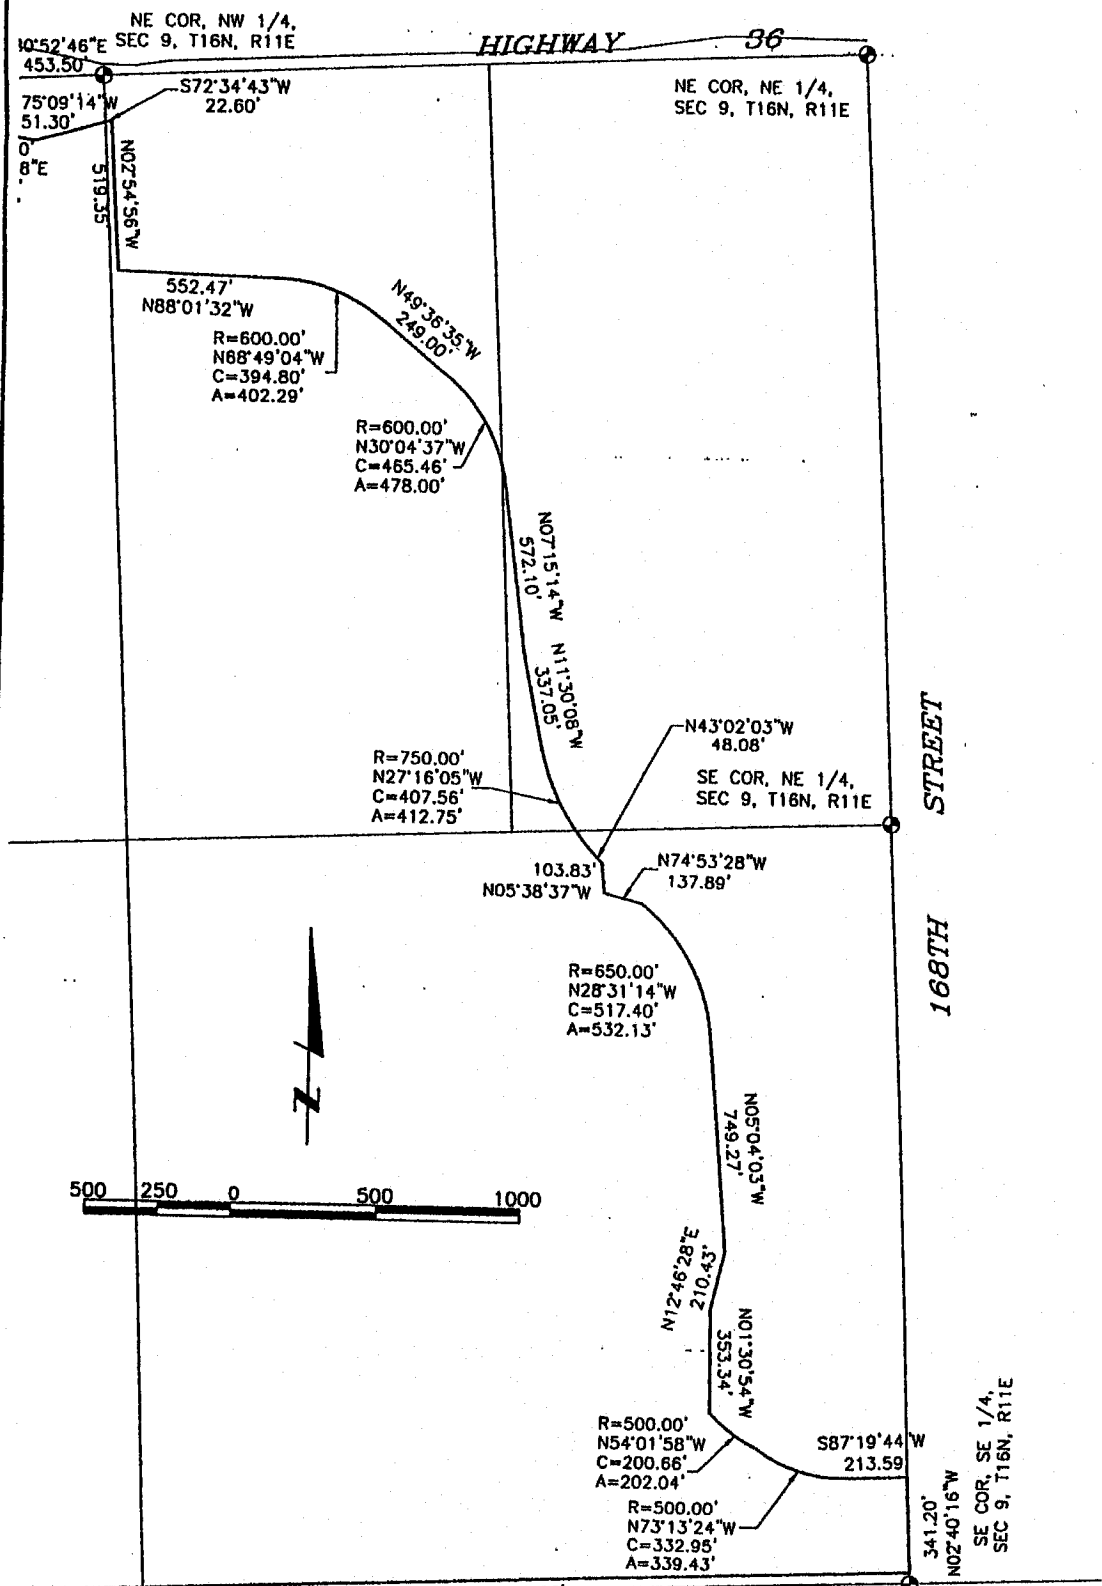 NE COR, NW 1/4,
SEC 9, T16N, R11E
0°52'46"E
453.50'
HIGHWAY 36
S72°34'43"W
22.60'
NE COR, NE 1/4,
SEC 9, T16N, R11E
75°09'14"W
51.30'
0'
8"E
N02°54'56"W
519.35'
552.47'
N88°01'32"W
N49°36'35"W
249.00'
R=600.00'
N68°49'04"W
C=394.80'
A=402.29'
R=600.00'
N30°04'37"W
C=465.46'
A=478.00'
N07°15'14"W
572.10'
N11°30'08"W
337.05'
N43°02'03"W
48.08'
R=750.00'
N27°16'05"W
C=407.56'
A=412.75'
SE COR, NE 1/4,
SEC 9, T16N, R11E
168TH STREET
103.83'
N05°38'37"W
N74°53'28"W
137.89'
R=650.00'
N28°31'14"W
C=517.40'
A=532.13'
Z
N05°04'03"W
749.27'
500 250 0 500 1000
N12°46'28"E
210.43'
N01°30'54"W
353.34'
R=500.00'
N54°01'58"W
C=200.66'
A=202.04'
S87°19'44"W
213.59
R=500.00'
N73°13'24"W
C=332.95'
A=339.43'
341.20'
N02°40'16"W
SE COR, SE 1/4,
SEC 9, T16N, R11E